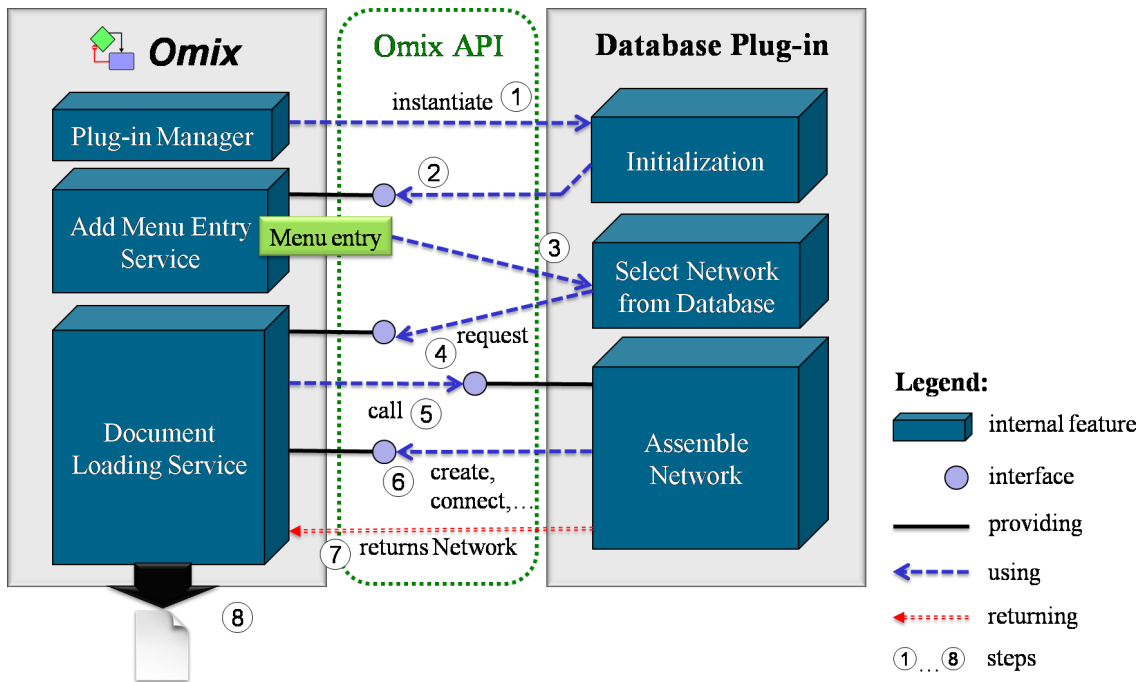 Omix
Omix API
Database Plug-in
instantiate 1
Plug-in Manager
Initialization
2
Add Menu Entry
Service
Menu entry
3
Select Network
from Database
4 request
call 5
Document
Loading Service
Assemble
Network
6 create,
connect,...
7 returns Network
8
Legend:
internal feature
interface
providing
using
returning
1 ... 8 steps